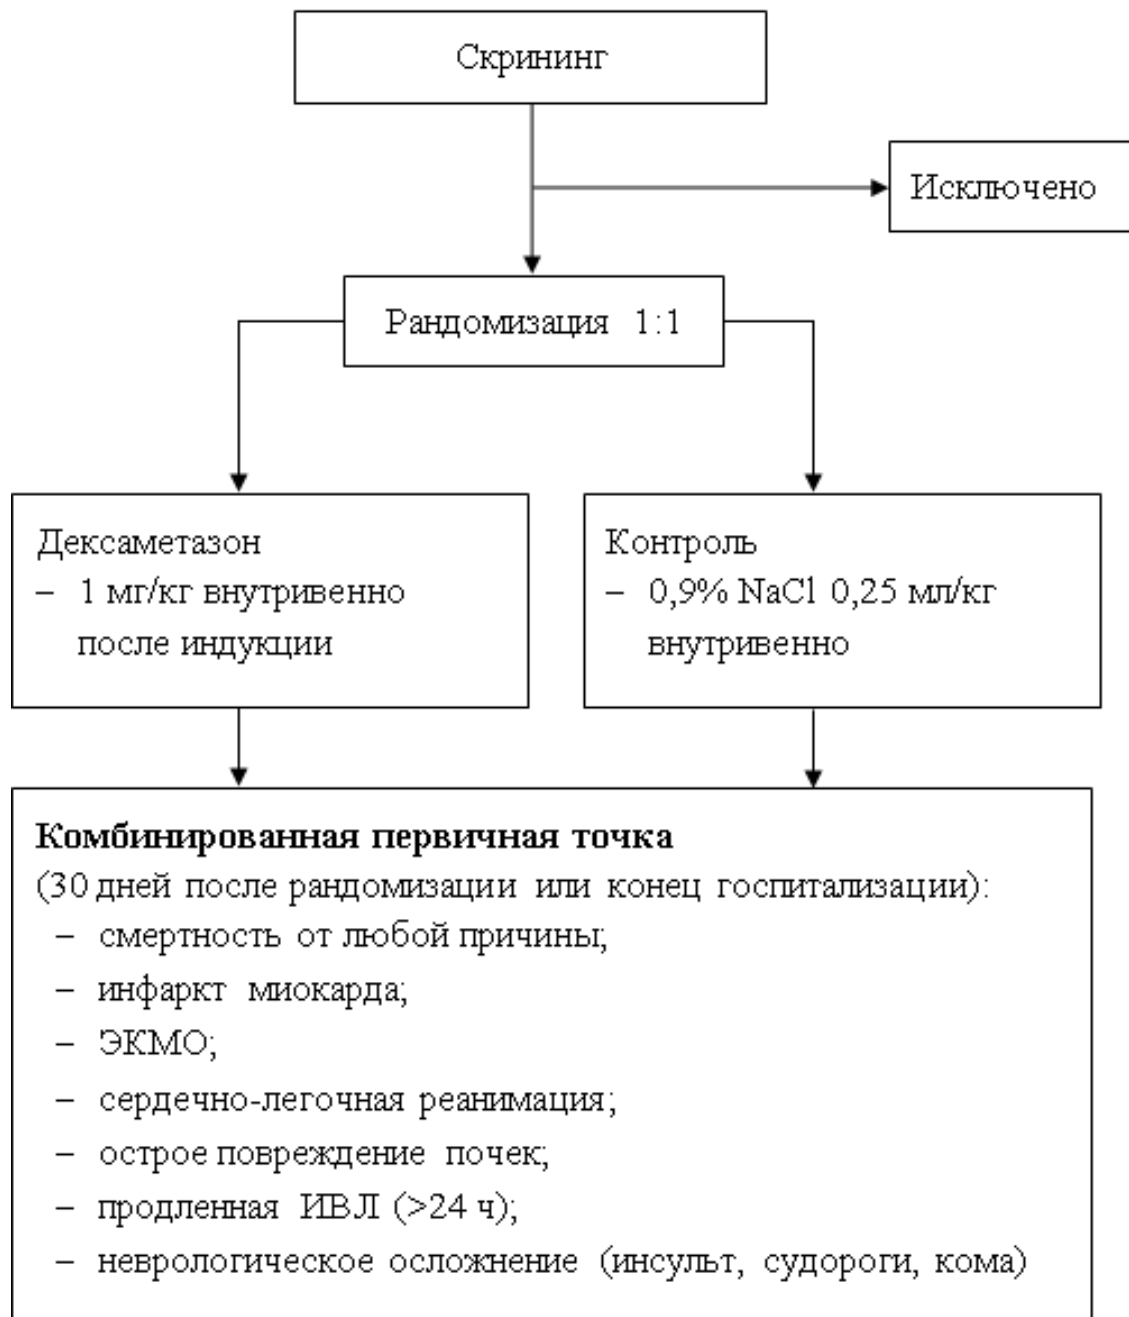 Скрининг
Исключено
Рандомизация 1:1
Дексаметазон
– 1 мг/кг внутривенно
после индукции
Контроль
– 0,9% NaCl 0,25 мл/кг
внутривенно
Комбинированная первичная точка
(30 дней после рандомизации или конец госпитализации):
– смертность от любой причины;
– инфаркт миокарда;
– ЭКМО;
– сердечно-легочная реанимация;
– острое повреждение почек;
– продленная ИВЛ (>24 ч);
– неврологическое осложнение (инсульт, судороги, кома)